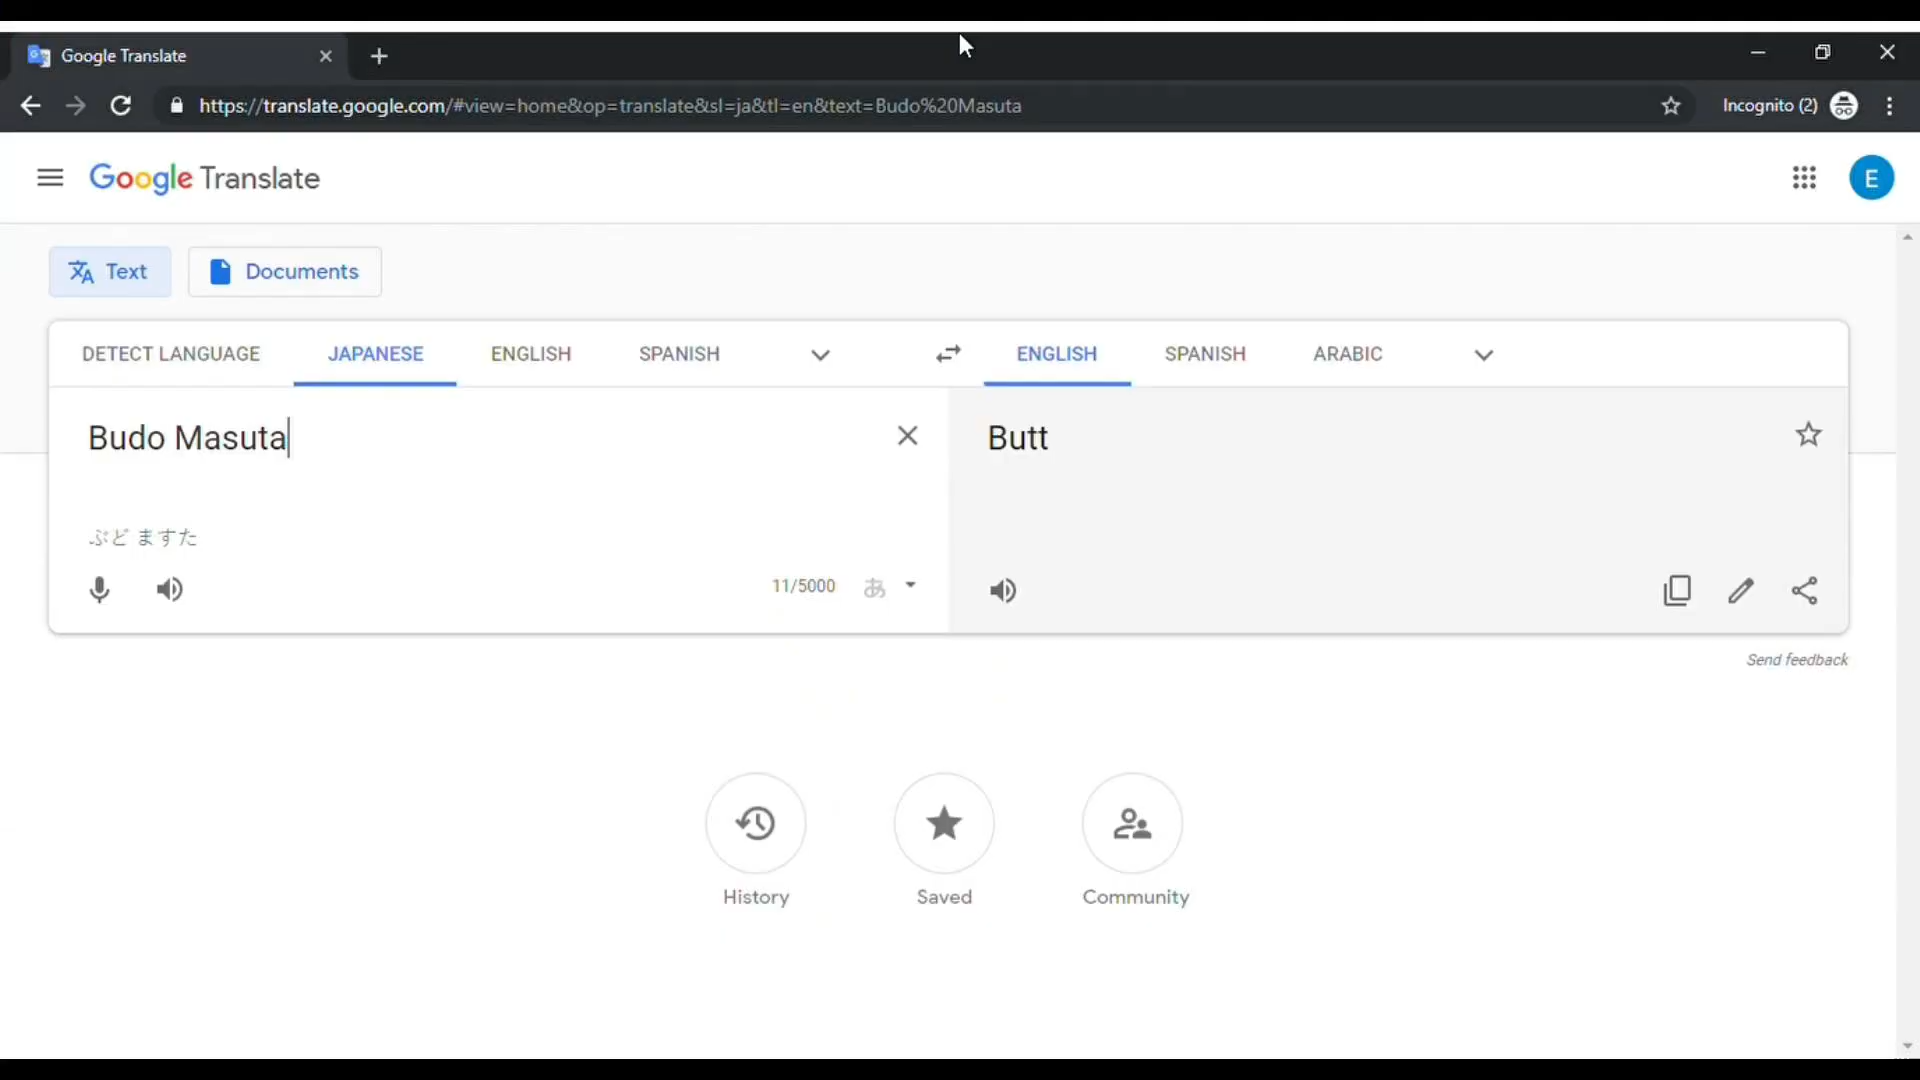 Google Translate
https://translate.google.com/#view=home&op=translate&sl=ja&tl=en&text=Budo%20Masuta
Incognito (2)
Google Translate
E
Text
Documents
DETECT LANGUAGE
JAPANESE
ENGLISH
SPANISH
ENGLISH
SPANISH
ARABIC
Budo Masuta
Butt
ぶど ますた
11/5000
あ
Send feedback
History
Saved
Community